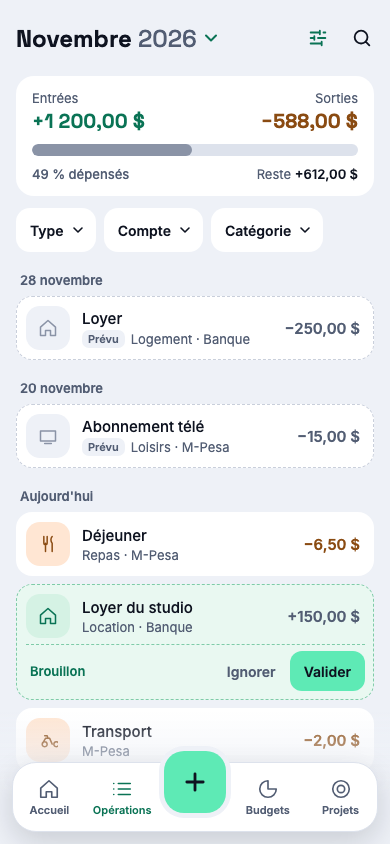 Novembre 2026
Entrées Sorties
+1 200,00 $ −588,00 $
49 % dépensés Reste +612,00 $
Type Compte Catégorie
28 novembre
Loyer
Prévu Logement · Banque
−250,00 $
20 novembre
Abonnement télé
Prévu Loisirs · M-Pesa
−15,00 $
Aujourd'hui
Déjeuner
Repas · M-Pesa
−6,50 $
Loyer du studio
Location · Banque
+150,00 $
Brouillon Ignorer Valider
Transport
M-Pesa
−2,00 $
Accueil Opérations Budgets Projets